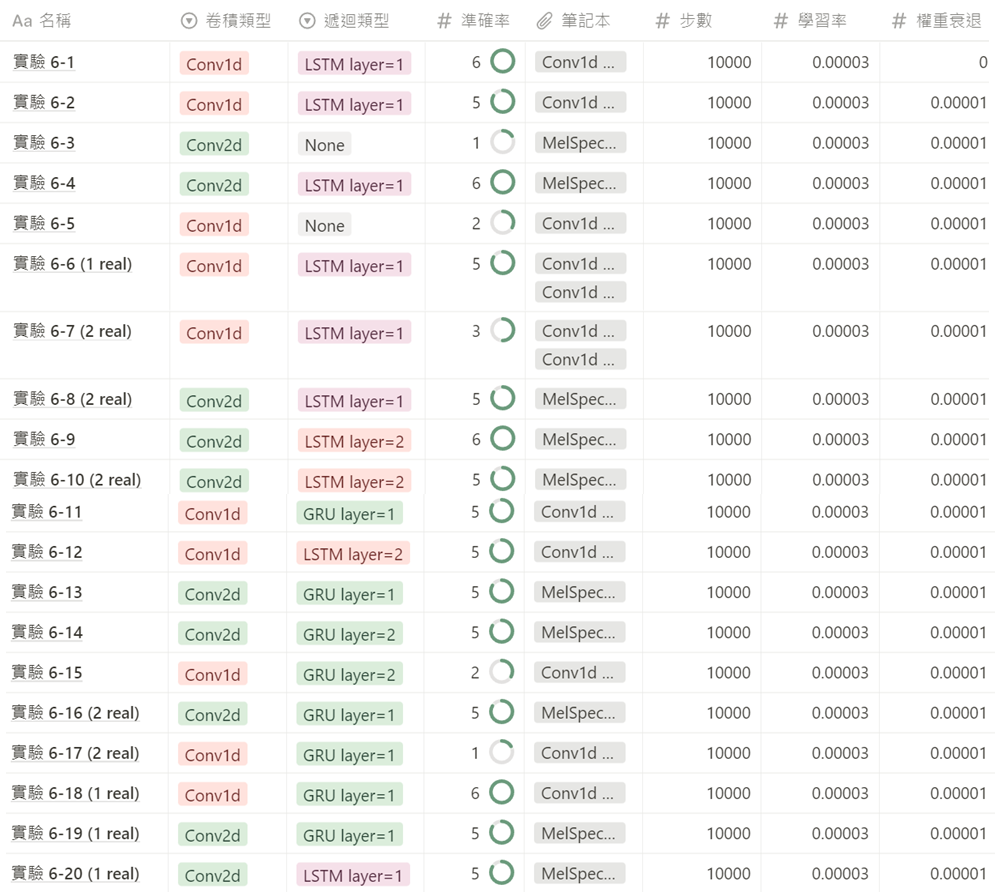 Aa 名稱 卷積類型 遞迴類型 # 準確率 筆記本 # 步數 # 學習率 # 權重衰退
實驗 6-1 Conv1d LSTM layer=1 6 Conv1d ... 10000 0.00003 0
實驗 6-2 Conv1d LSTM layer=1 5 Conv1d ... 10000 0.00003 0.00001
實驗 6-3 Conv2d None 1 MelSpec... 10000 0.00003 0.00001
實驗 6-4 Conv2d LSTM layer=1 6 MelSpec... 10000 0.00003 0.00001
實驗 6-5 Conv1d None 2 Conv1d ... 10000 0.00003 0.00001
實驗 6-6 (1 real) Conv1d LSTM layer=1 5 Conv1d ... 10000 0.00003 0.00001
Conv1d ...
實驗 6-7 (2 real) Conv1d LSTM layer=1 3 Conv1d ... 10000 0.00003 0.00001
Conv1d ...
實驗 6-8 (2 real) Conv2d LSTM layer=1 5 MelSpec... 10000 0.00003 0.00001
實驗 6-9 Conv2d LSTM layer=2 6 MelSpec... 10000 0.00003 0.00001
實驗 6-10 (2 real) Conv2d LSTM layer=2 5 MelSpec... 10000 0.00003 0.00001
實驗 6-11 Conv1d GRU layer=1 5 Conv1d ... 10000 0.00003 0.00001
實驗 6-12 Conv1d LSTM layer=2 5 Conv1d ... 10000 0.00003 0.00001
實驗 6-13 Conv2d GRU layer=1 5 MelSpec... 10000 0.00003 0.00001
實驗 6-14 Conv2d GRU layer=2 5 MelSpec... 10000 0.00003 0.00001
實驗 6-15 Conv1d GRU layer=2 2 Conv1d ... 10000 0.00003 0.00001
實驗 6-16 (2 real) Conv2d GRU layer=1 5 MelSpec... 10000 0.00003 0.00001
實驗 6-17 (2 real) Conv1d GRU layer=1 1 Conv1d ... 10000 0.00003 0.00001
實驗 6-18 (1 real) Conv1d GRU layer=1 6 Conv1d ... 10000 0.00003 0.00001
實驗 6-19 (1 real) Conv2d GRU layer=1 5 MelSpec... 10000 0.00003 0.00001
實驗 6-20 (1 real) Conv2d LSTM layer=1 5 MelSpec... 10000 0.00003 0.00001